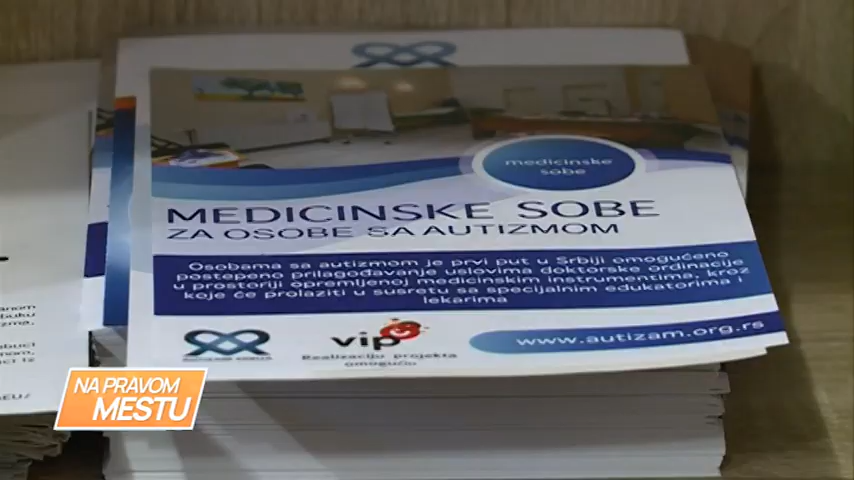 medicinske
sobe
MEDICINSKE SOBE
ZA OSOBE SA AUTIZMOM
Osobama sa autizmom je prvi put u Srbiji omogućeno
postepeno prilagođavanje uslovima doktorske ordinacije
u prostoriji opremljenoj medicinskim instrumentima, kroz
koje će prolaziti u susretu sa specijalnim edukatorima i
lekarima
vip
Realizaciju projekta
omogućio
www.autizam.org.rs
NA PRAVOM
MESTU